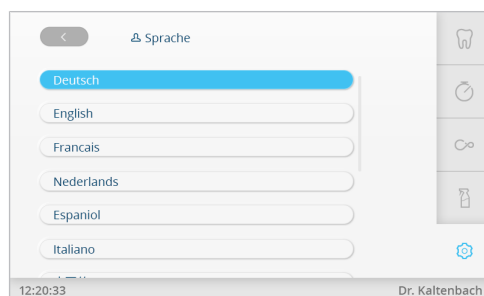 Sprache
Deutsch
English
Francais
Nederlands
Espaniol
Italiano
12:20:33 Dr. Kaltenbach